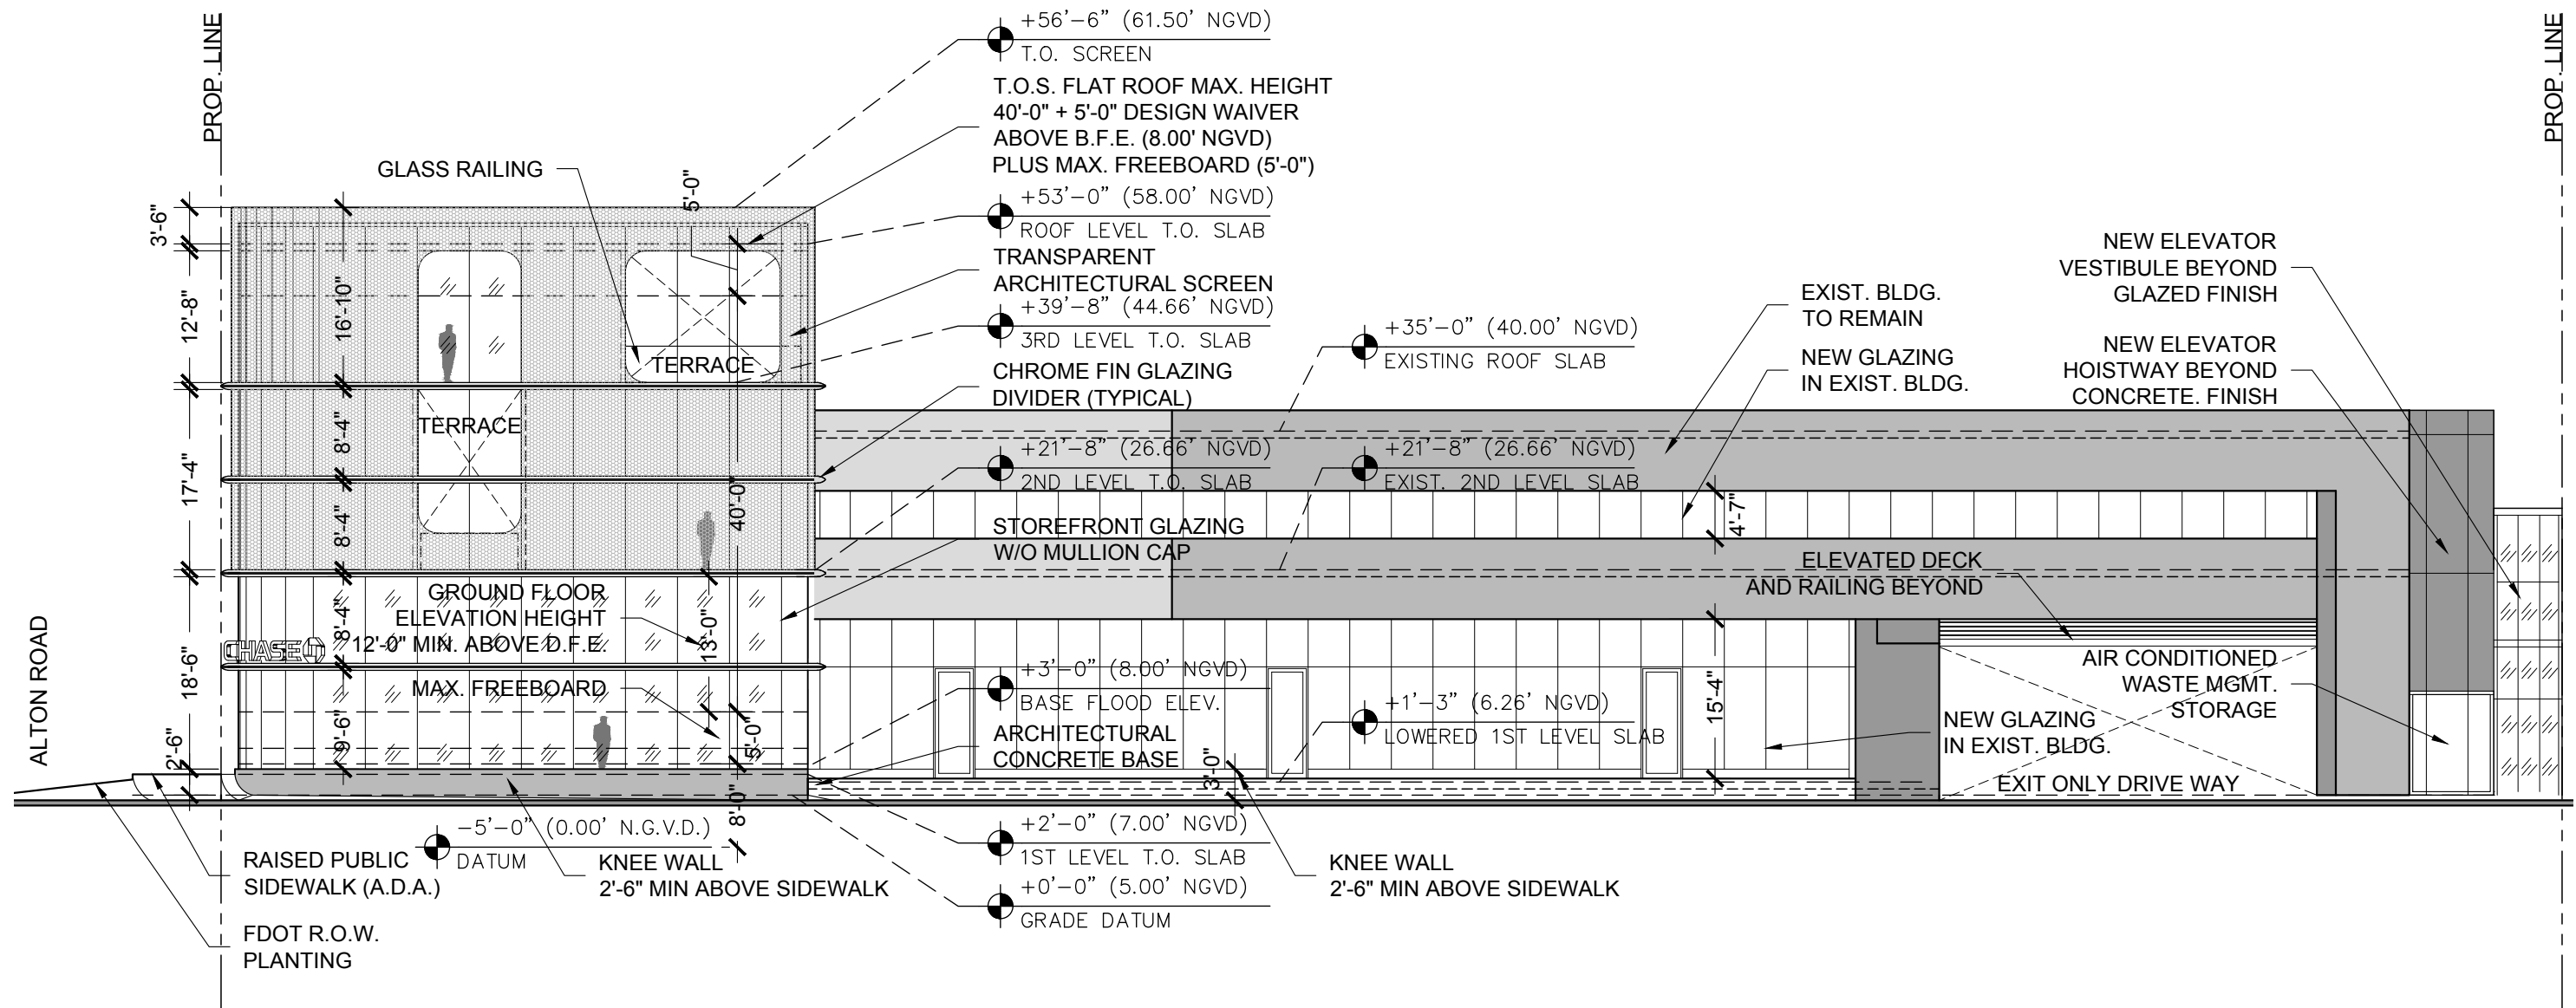 PROP. LINE
PROP. LINE
+56'-6" (61.50' NGVD)
T.O. SCREEN
T.O.S. FLAT ROOF MAX. HEIGHT
40'-0" + 5'-0" DESIGN WAIVER
ABOVE B.F.E. (8.00' NGVD)
PLUS MAX. FREEBOARD (5'-0")
GLASS RAILING
5'-0"
+53'-0" (58.00' NGVD)
ROOF LEVEL T.O. SLAB
TRANSPARENT
ARCHITECTURAL SCREEN
+39'-8" (44.66' NGVD)
3RD LEVEL T.O. SLAB
CHROME FIN GLAZING
DIVIDER (TYPICAL)
+21'-8" (26.66' NGVD)
2ND LEVEL T.O. SLAB
STOREFRONT GLAZING
W/O MULLION CAP
+3'-0" (8.00' NGVD)
BASE FLOOD ELEV.
ARCHITECTURAL
CONCRETE BASE
+2'-0" (7.00' NGVD)
1ST LEVEL T.O. SLAB
+0'-0" (5.00' NGVD)
GRADE DATUM
3'-6"
12'-8"
17'-4"
18'-6"
2'-6"
16'-10"
8'-4"
8'-4"
8'-4"
9'-6"
TERRACE
TERRACE
40'-0"
13'-0"
5'-0"
8'-0"
GROUND FLOOR
ELEVATION HEIGHT
12'-0" MIN. ABOVE D.F.E.
MAX. FREEBOARD
CHASE
ALTON ROAD
-5'-0" (0.00' N.G.V.D.)
DATUM
RAISED PUBLIC
SIDEWALK (A.D.A.)
KNEE WALL
2'-6" MIN ABOVE SIDEWALK
FDOT R.O.W.
PLANTING
+35'-0" (40.00' NGVD)
EXISTING ROOF SLAB
+21'-8" (26.66' NGVD)
EXIST. 2ND LEVEL SLAB
+1'-3" (6.26' NGVD)
LOWERED 1ST LEVEL SLAB
3'-0"
KNEE WALL
2'-6" MIN ABOVE SIDEWALK
4'-7"
15'-4"
EXIST. BLDG.
TO REMAIN
NEW GLAZING
IN EXIST. BLDG.
NEW ELEVATOR
VESTIBULE BEYOND
GLAZED FINISH
NEW ELEVATOR
HOISTWAY BEYOND
CONCRETE. FINISH
ELEVATED DECK
AND RAILING BEYOND
AIR CONDITIONED
WASTE MGMT.
STORAGE
NEW GLAZING
IN EXIST. BLDG.
EXIT ONLY DRIVE WAY